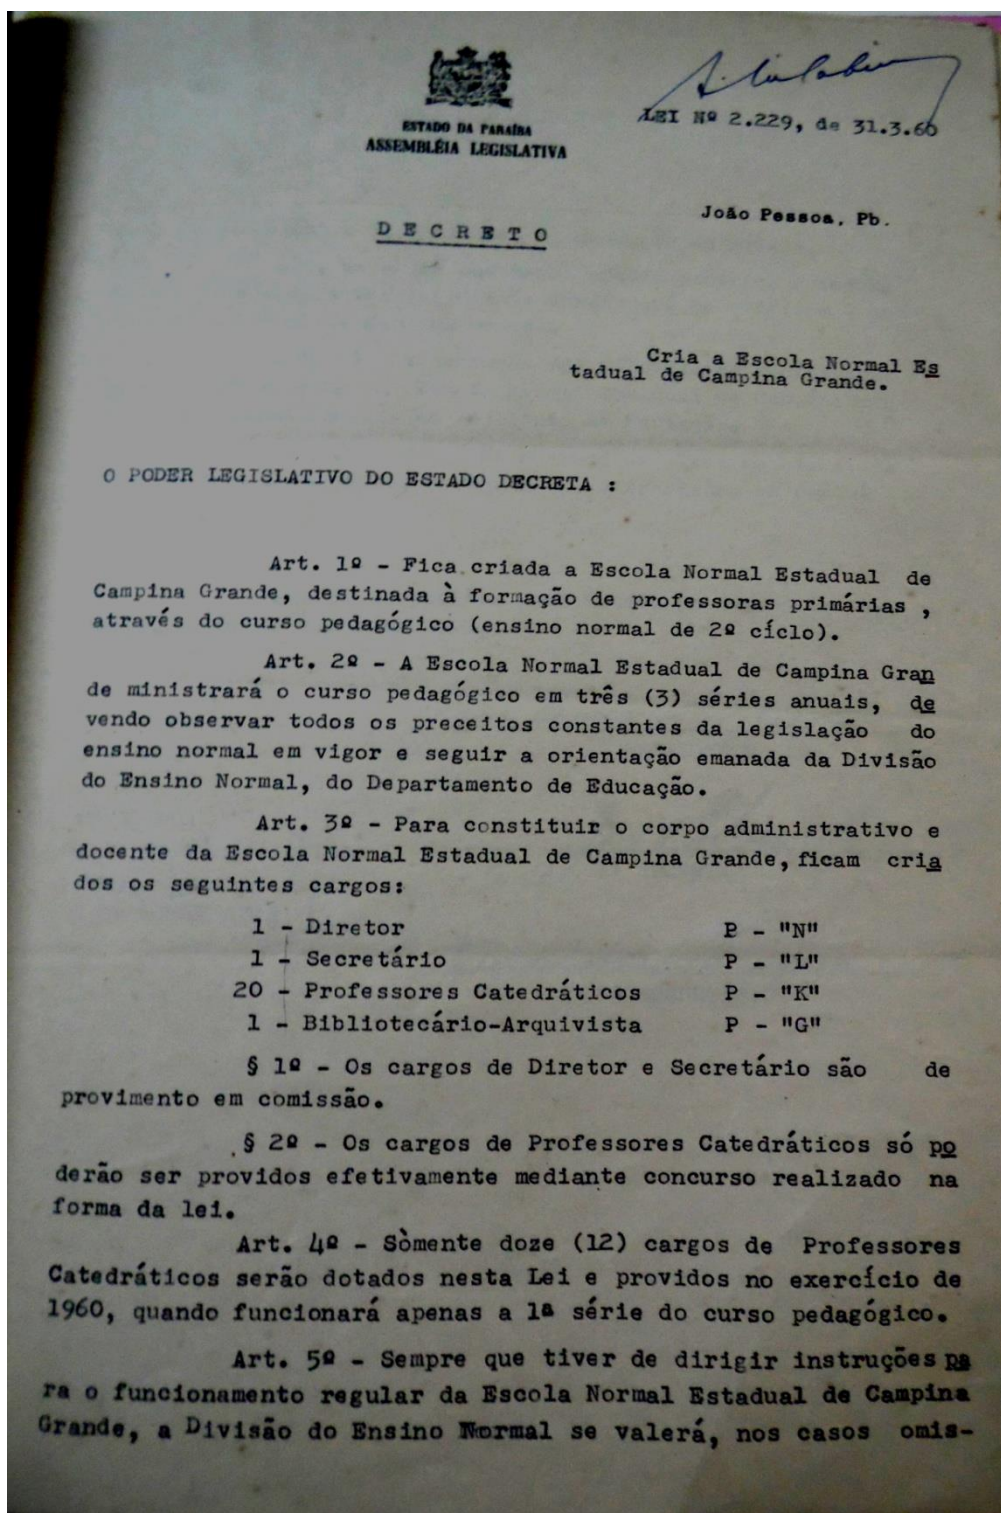 LEI Nº 2.229, de 31.3.60
ESTADO DA PARAÍBA
ASSEMBLÉIA LEGISLATIVA
João Pessoa, Pb.
DECRETO
Cria a Escola Normal Es
tadual de Campina Grande.
O PODER LEGISLATIVO DO ESTADO DECRETA :
Art. 1º - Fica criada a Escola Normal Estadual de
Campina Grande, destinada à formação de professoras primárias ,
através do curso pedagógico (ensino normal de 2º cíclo).
Art. 2º - A Escola Normal Estadual de Campina Gran
de ministrará o curso pedagógico em três (3) séries anuais, de
vendo observar todos os preceitos constantes da legislação do
ensino normal em vigor e seguir a orientação emanada da Divisão
do Ensino Normal, do Departamento de Educação.
Art. 3º - Para constituir o corpo administrativo e
docente da Escola Normal Estadual de Campina Grande, ficam cria
dos os seguintes cargos:
1 - Diretor P - "N"
1 - Secretário P - "L"
20 - Professores Catedráticos P - "K"
1 - Bibliotecário-Arquivista P - "G"
§ 1º - Os cargos de Diretor e Secretário são de
provimento em comissão.
§ 2º - Os cargos de Professores Catedráticos só po
derão ser providos efetivamente mediante concurso realizado na
forma da lei.
Art. 4º - Sòmente doze (12) cargos de Professores
Catedráticos serão dotados nesta Lei e providos no exercício de
1960, quando funcionará apenas a 1ª série do curso pedagógico.
Art. 5º - Sempre que tiver de dirigir instruções pa
ra o funcionamento regular da Escola Normal Estadual de Campina
Grande, a Divisão do Ensino Normal se valerá, nos casos omis-